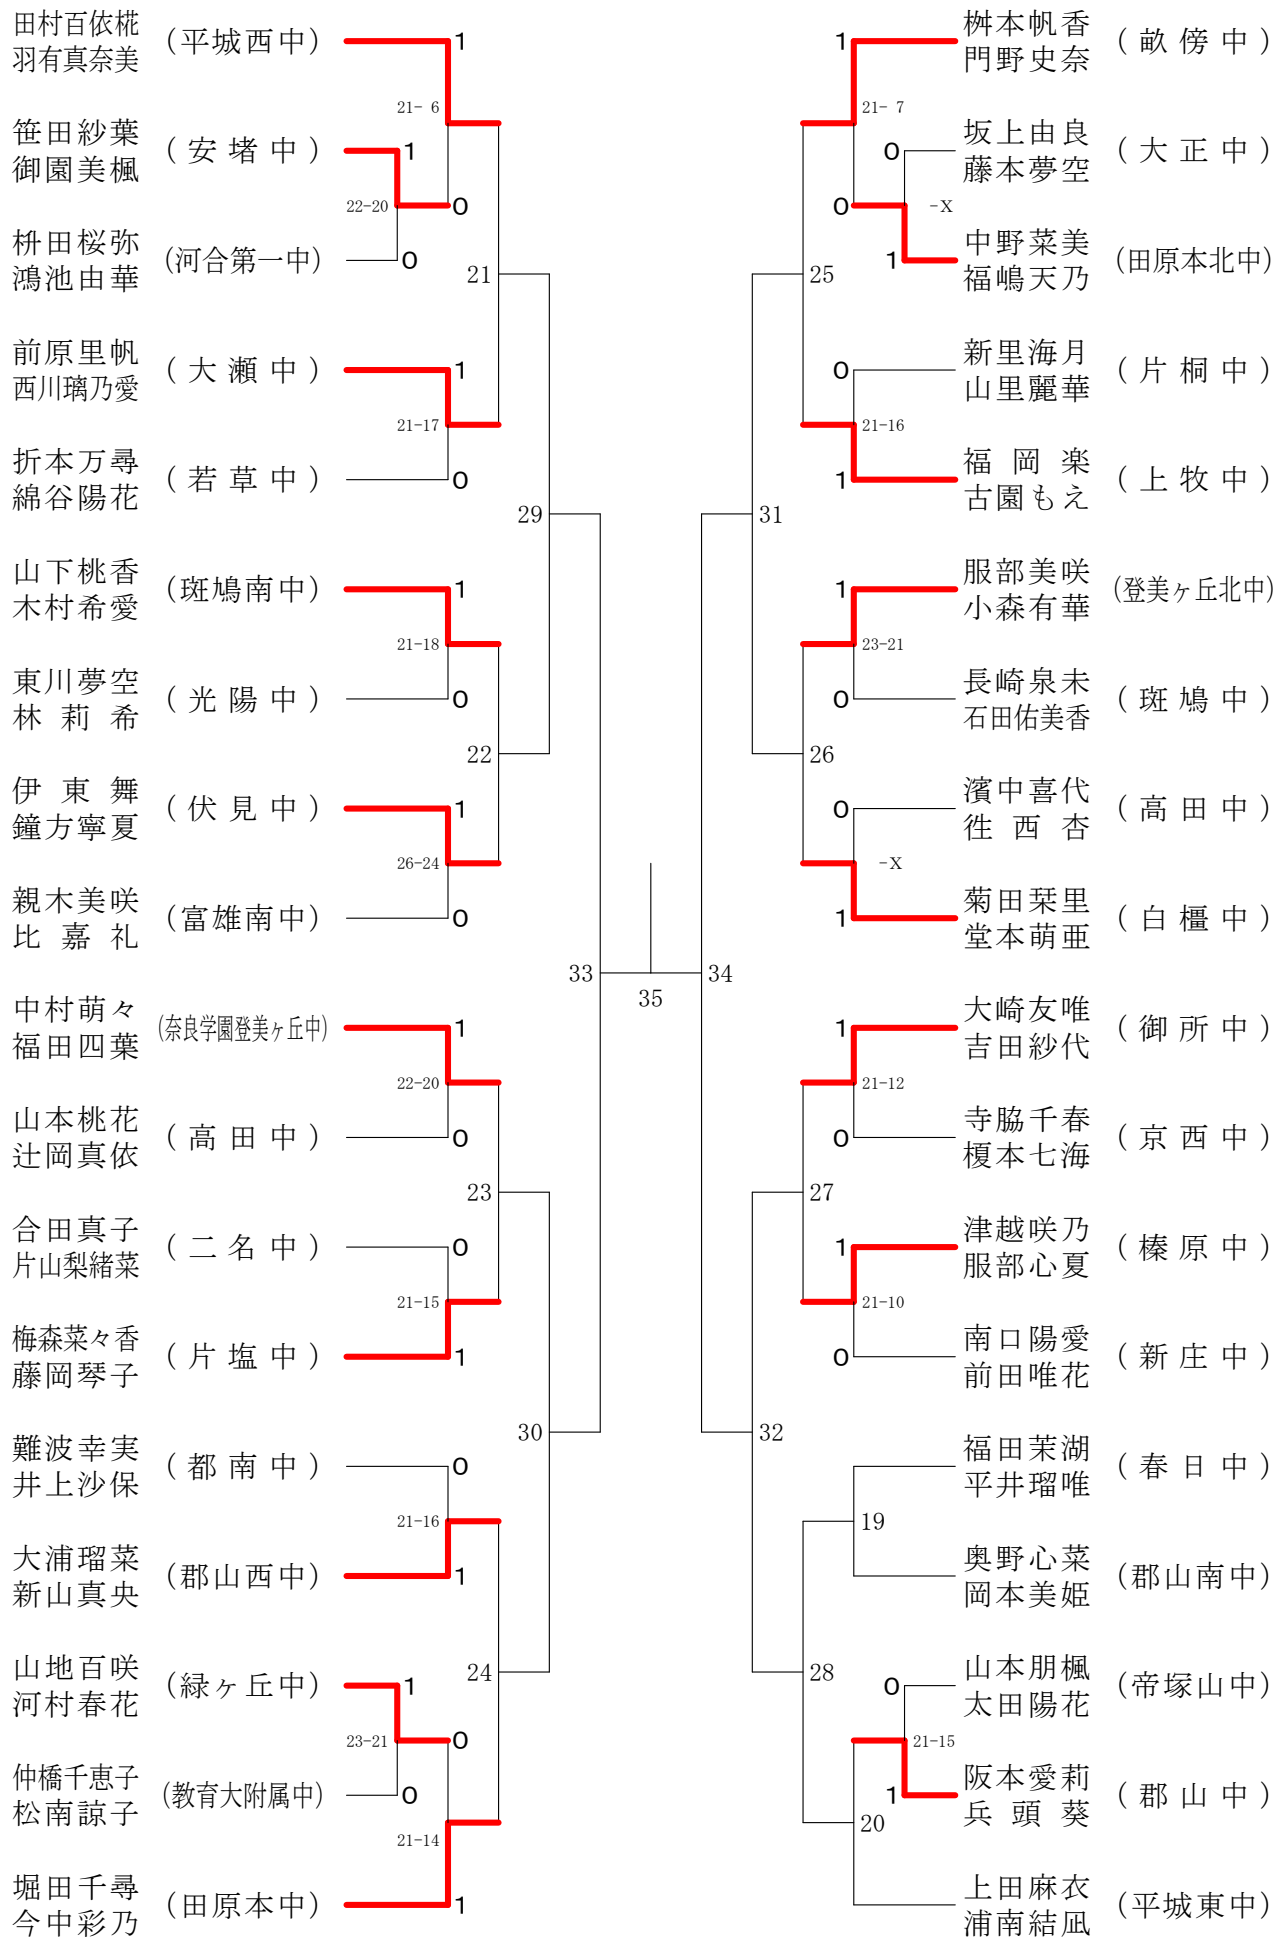 田村百依椛
羽有真奈美
(平城西中)
1
21- 6
笹田紗葉
御園美楓
(安堵中)
1
22-20
0
枡田桜弥
鴻池由華
(河合第一中)
0
21
前原里帆
西川璃乃愛
(大瀬中)
1
21-17
折本万尋
綿谷陽花
(若草中)
0
29
山下桃香
木村希愛
(斑鳩南中)
1
21-18
東川夢空
林莉希
(光陽中)
0
22
伊東舞
鐘方寧夏
(伏見中)
1
26-24
親木美咲
比嘉礼
(富雄南中)
0
33
中村萌々
福田四葉
(奈良学園登美ヶ丘中)
1
22-20
山本桃花
辻岡真依
(高田中)
0
23
合田真子
片山梨緒菜
(二名中)
0
21-15
梅森菜々香
藤岡琴子
(片塩中)
1
30
難波幸実
井上沙保
(都南中)
0
21-16
大浦瑠菜
新山真央
(郡山西中)
1
24
山地百咲
河村春花
(緑ヶ丘中)
1
23-21
0
仲橋千恵子
松南諒子
(教育大附属中)
0
21-14
堀田千尋
今中彩乃
(田原本中)
1
35
桝本帆香
門野史奈
(畝傍中)
1
21- 7
坂上由良
藤本夢空
(大正中)
0
0
-X
中野菜美
福嶋天乃
(田原本北中)
1
25
新里海月
山里麗華
(片桐中)
0
21-16
福岡楽
古園もえ
(上牧中)
1
31
服部美咲
小森有華
(登美ヶ丘北中)
1
23-21
長崎泉未
石田佑美香
(斑鳩中)
0
26
濱中喜代
徃西杏
(高田中)
0
-X
菊田栞里
堂本萌亜
(白橿中)
1
34
大崎友唯
吉田紗代
(御所中)
1
21-12
寺脇千春
榎本七海
(京西中)
0
27
津越咲乃
服部心夏
(榛原中)
1
21-10
南口陽愛
前田唯花
(新庄中)
0
32
福田茉湖
平井瑠唯
(春日中)
19
奥野心菜
岡本美姫
(郡山南中)
28
山本朋楓
太田陽花
(帝塚山中)
0
21-15
阪本愛莉
兵頭葵
(郡山中)
1
20
上田麻衣
浦南結凪
(平城東中)